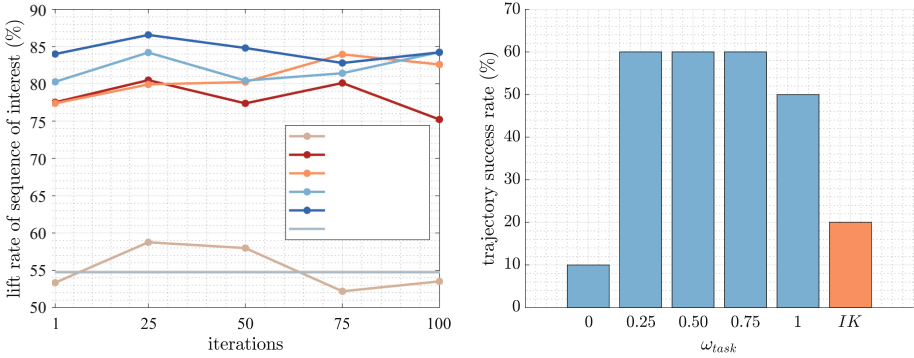 lift rate of sequence of interest (%)
90
85
80
75
70
65
60
55
50
1 25 50 75 100
iterations
trajectory success rate (%)
70
60
50
40
30
20
10
0
0 0.25 0.50 0.75 1 IK
ω_task